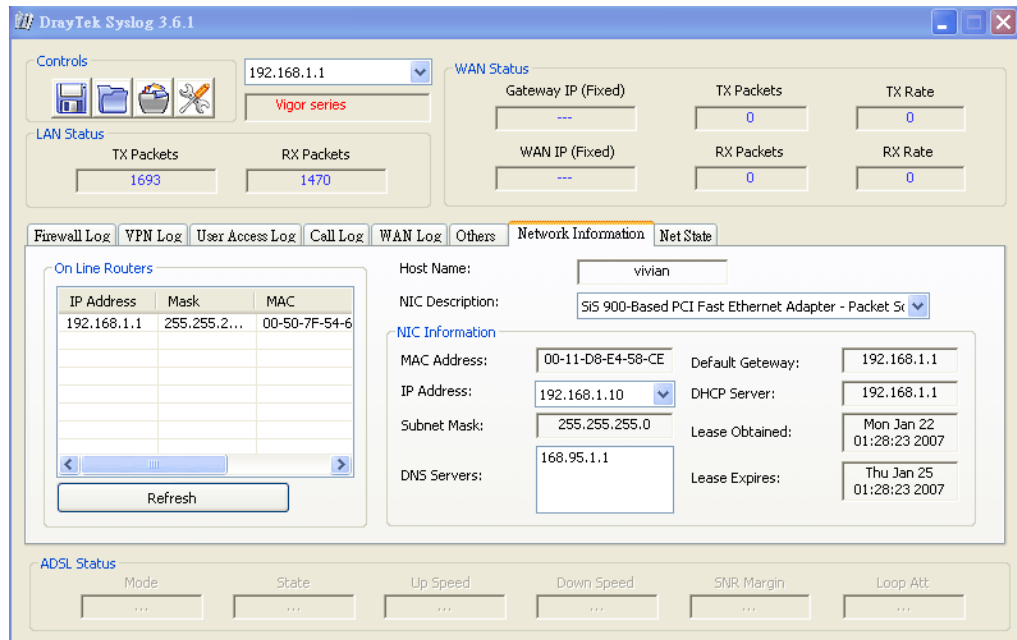 DrayTek Syslog 3.6.1
Controls
192.168.1.1
Vigor series
WAN Status
Gateway IP (Fixed)
TX Packets
TX Rate
---
0
0
WAN IP (Fixed)
RX Packets
RX Rate
---
0
0
LAN Status
TX Packets
RX Packets
1693
1470
Firewall Log
VPN Log
User Access Log
Call Log
WAN Log
Others
Network Information
Net State
On Line Routers
IP Address
Mask
MAC
192.168.1.1
255.255.2...
00-50-7F-54-6
Refresh
Host Name:
vivian
NIC Description:
SiS 900-Based PCI Fast Ethernet Adapter - Packet Sc
NIC Information
MAC Address:
00-11-D8-E4-58-CE
IP Address:
192.168.1.10
Subnet Mask:
255.255.255.0
DNS Servers:
168.95.1.1
Default Geteway:
192.168.1.1
DHCP Server:
192.168.1.1
Lease Obtained:
Mon Jan 22
01:28:23 2007
Lease Expires:
Thu Jan 25
01:28:23 2007
ADSL Status
Mode
State
Up Speed
Down Speed
SNR Margin
Loop Att
...
...
...
...
...
...